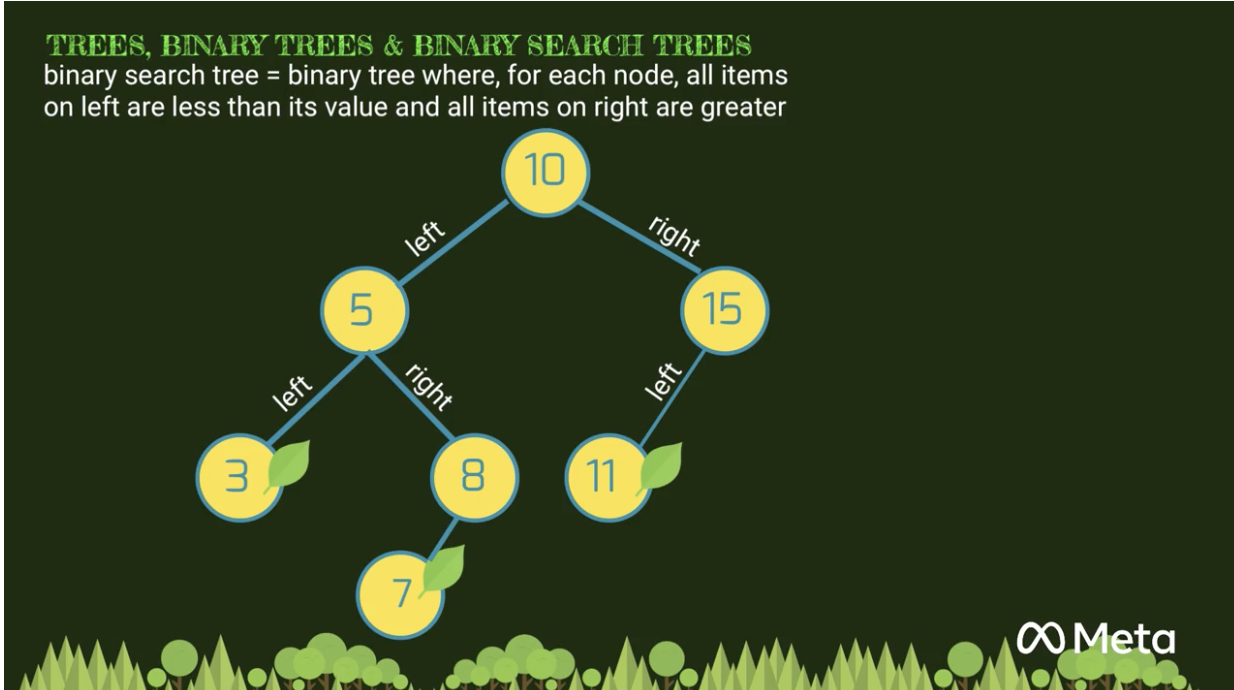 TREES, BINARY TREES & BINARY SEARCH TREES
binary search tree = binary tree where, for each node, all items
on left are less than its value and all items on right are greater
10
left
right
5
15
left
right
left
3
8
11
7
Meta